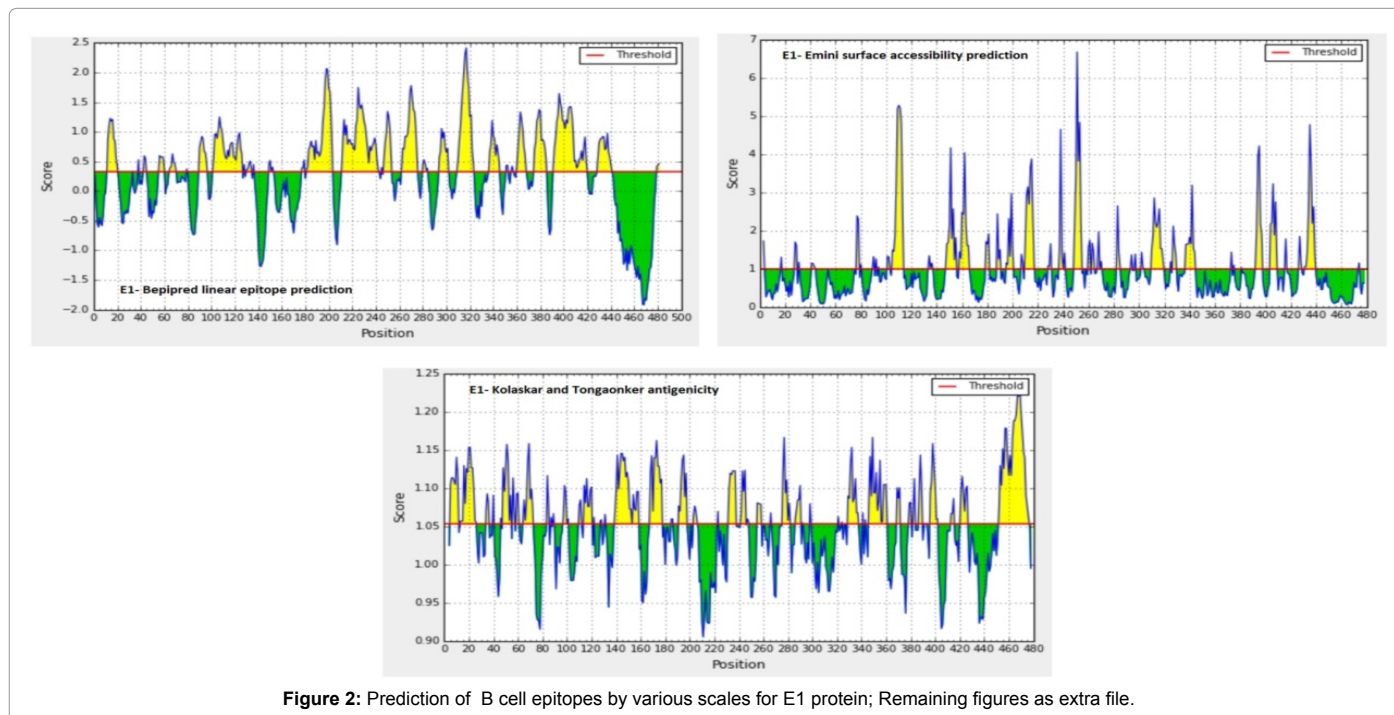 2.5
2.0
1.5
1.0
0.5
0.0
−0.5
−1.0
−1.5
−2.0
Score
Threshold
E1- Bepipred linear epitope prediction
0 20 40 60 80 100 120 140 160 180 200 220 240 260 280 300 320 340 360 380 400 420 440 460 480 500
Position
7
6
5
4
3
2
1
0
Score
E1- Emini surface accessibility prediction
Threshold
0 20 40 60 80 100 120 140 160 180 200 220 240 260 280 300 320 340 360 380 400 420 440 460 480
Position
1.25
1.20
1.15
1.10
1.05
1.00
0.95
0.90
Score
E1- Kolaskar and Tongaonker antigenicity
Threshold
0 20 40 60 80 100 120 140 160 180 200 220 240 260 280 300 320 340 360 380 400 420 440 460 480
Position
Figure 2: Prediction of B cell epitopes by various scales for E1 protein; Remaining figures as extra file.